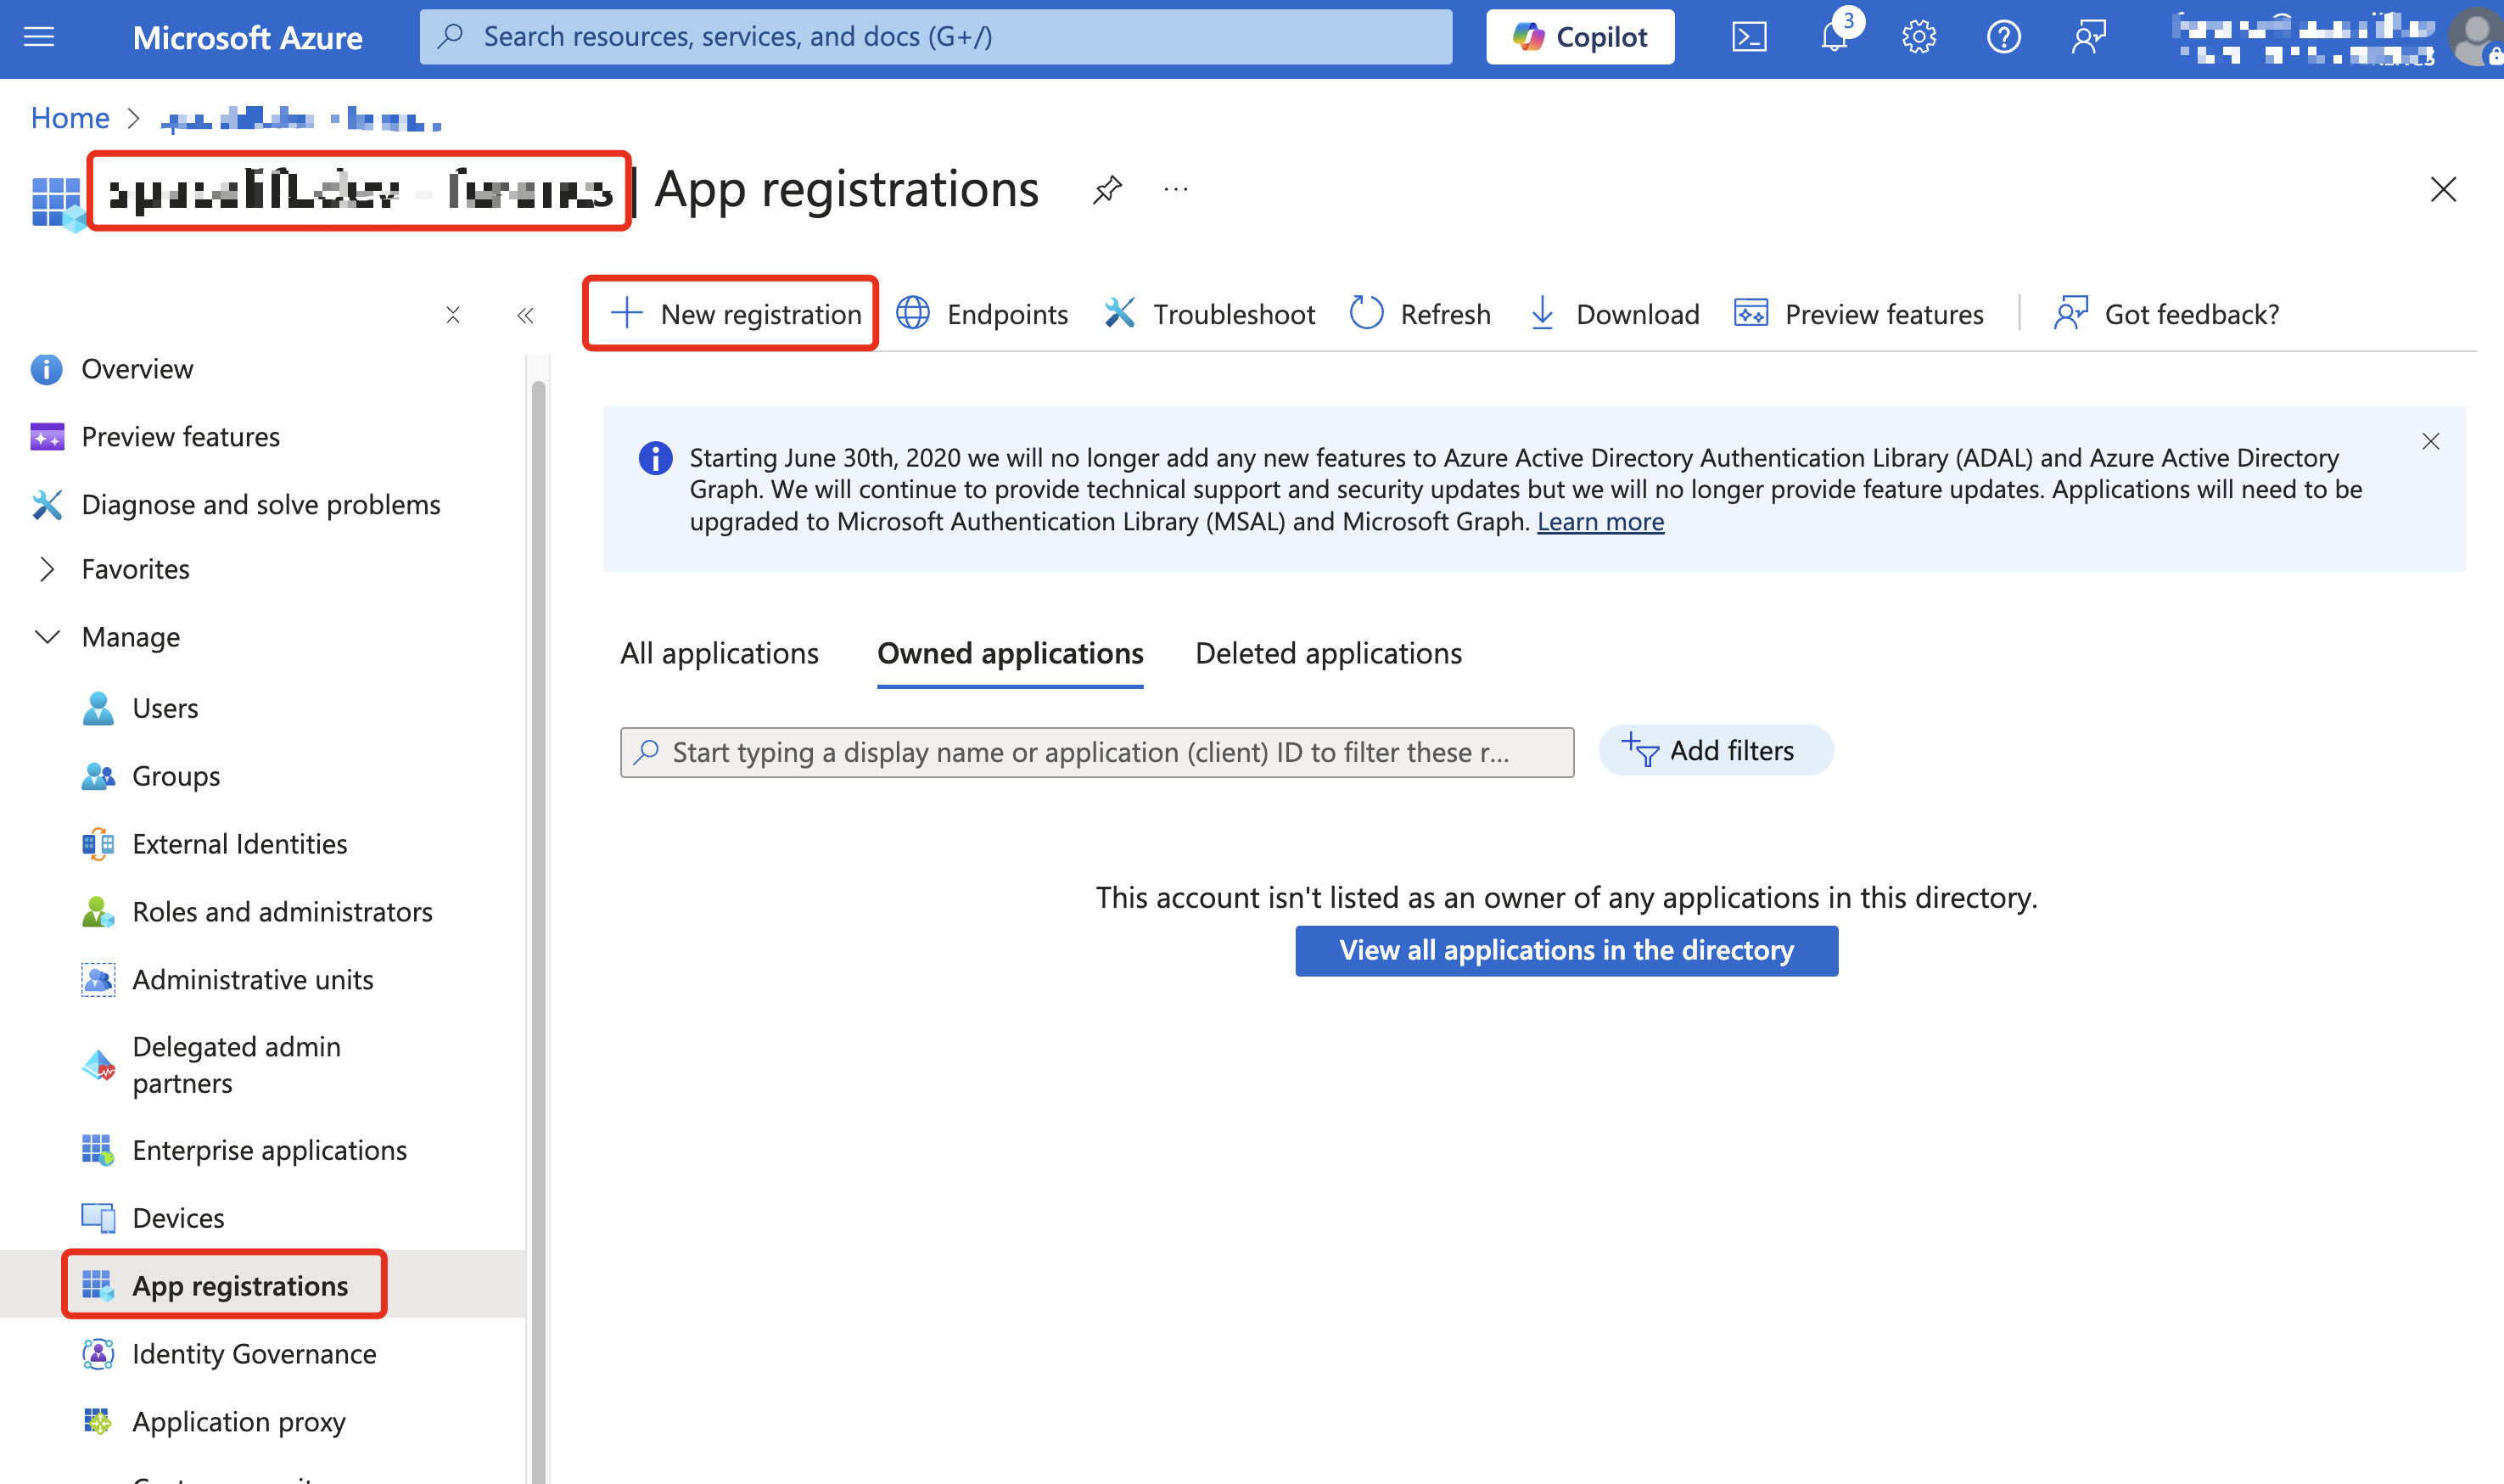 Microsoft Azure
Search resources, services, and docs (G+/)
Copilot
3
Home >
| App registrations
...
New registration
Endpoints
Troubleshoot
Refresh
Download
Preview features
Got feedback?
Overview
Preview features
Diagnose and solve problems
Favorites
Manage
Users
Groups
External Identities
Roles and administrators
Administrative units
Delegated admin
partners
Enterprise applications
Devices
App registrations
Identity Governance
Application proxy
Starting June 30th, 2020 we will no longer add any new features to Azure Active Directory Authentication Library (ADAL) and Azure Active Directory
Graph. We will continue to provide technical support and security updates but we will no longer provide feature updates. Applications will need to be
upgraded to Microsoft Authentication Library (MSAL) and Microsoft Graph. Learn more
All applications
Owned applications
Deleted applications
Start typing a display name or application (client) ID to filter these r...
Add filters
This account isn't listed as an owner of any applications in this directory.
View all applications in the directory